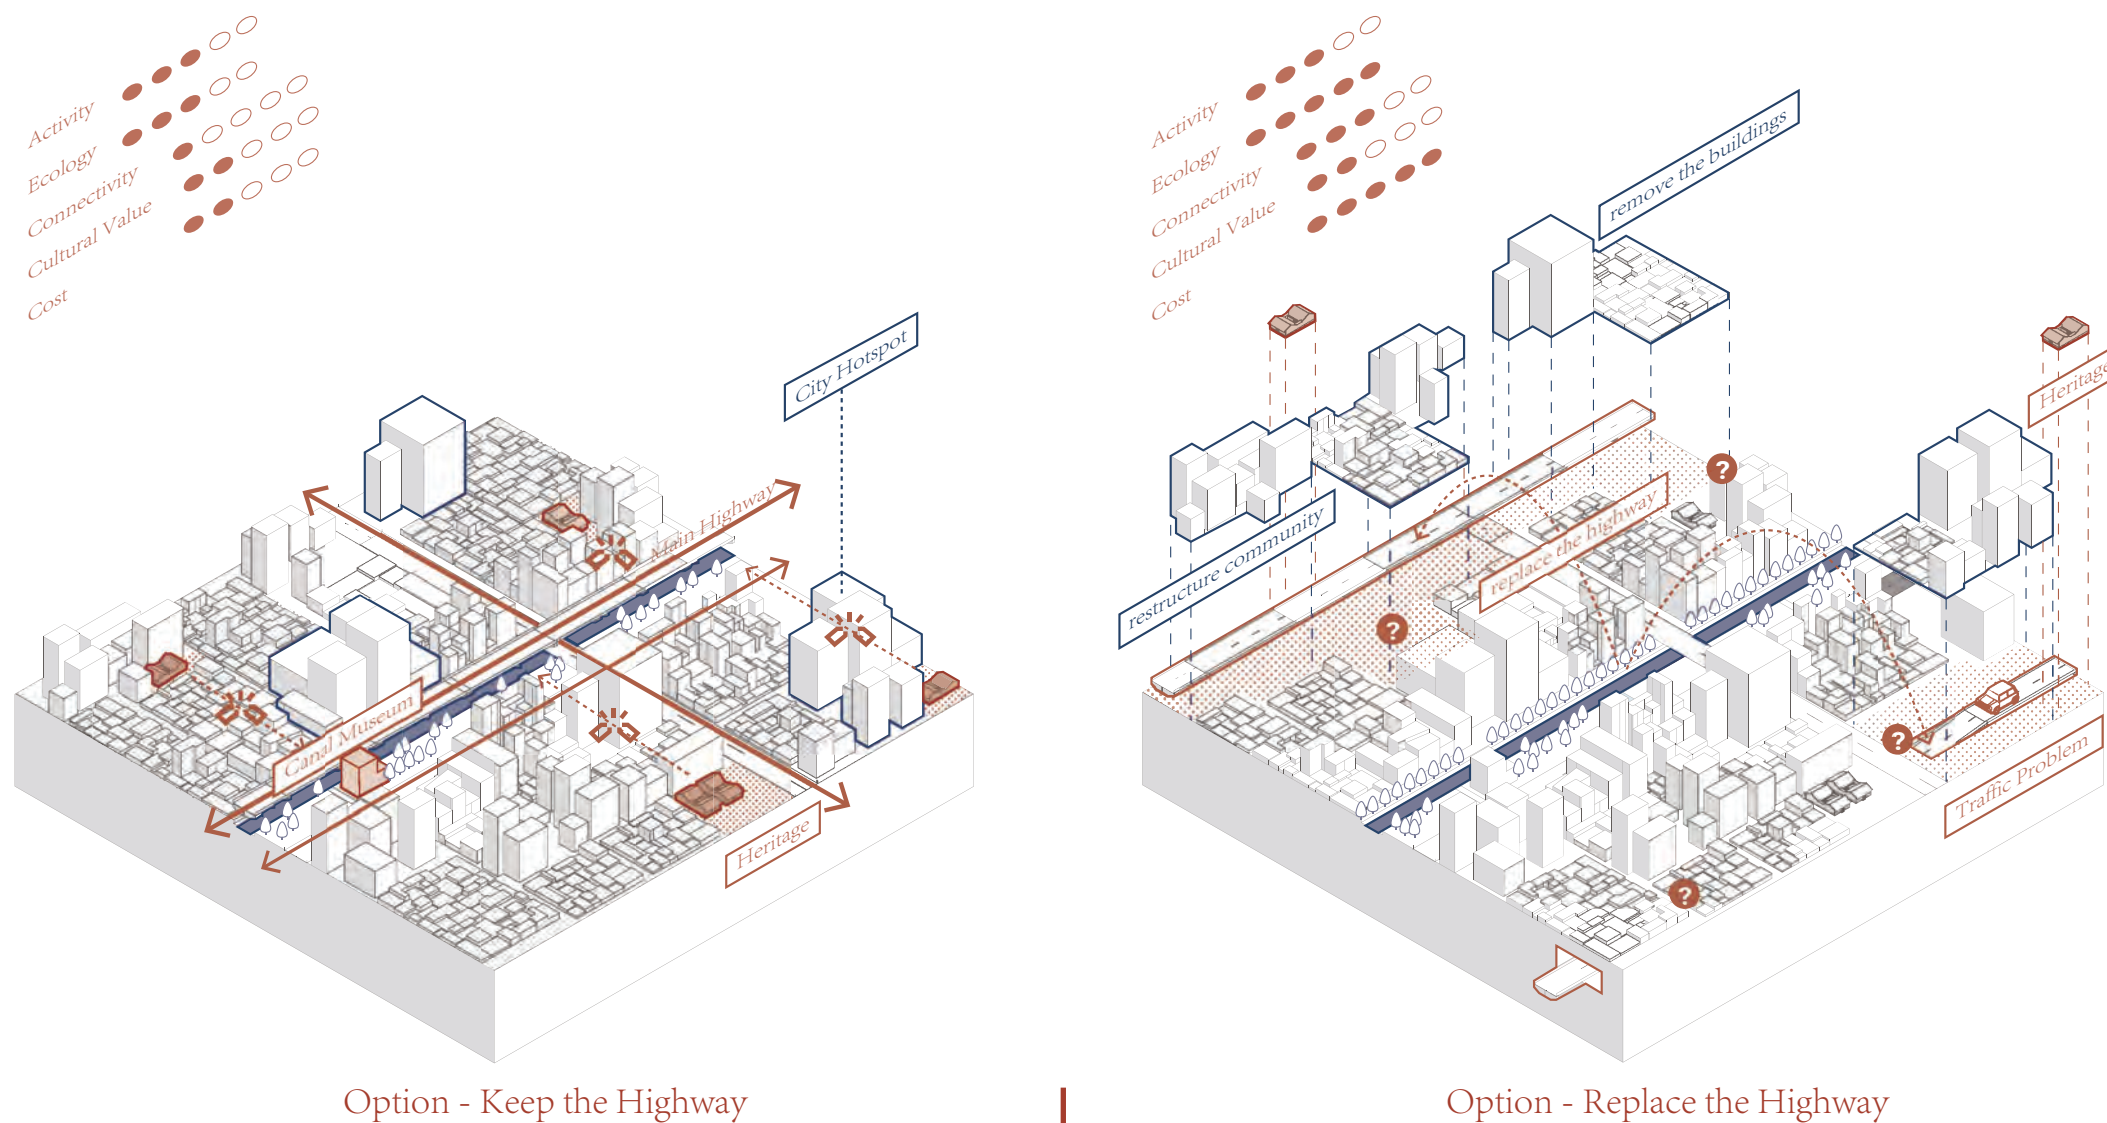 Activity
Ecology
Connectivity
Cultural Value
Cost
City Hotspot
Main Highway
Canal Museum
Heritage
Option - Keep the Highway
Activity
Ecology
Connectivity
Cultural Value
Cost
remove the buildings
Heritage
restructure community
replace the highway
?
?
?
Traffic Problem
?
Option - Replace the Highway